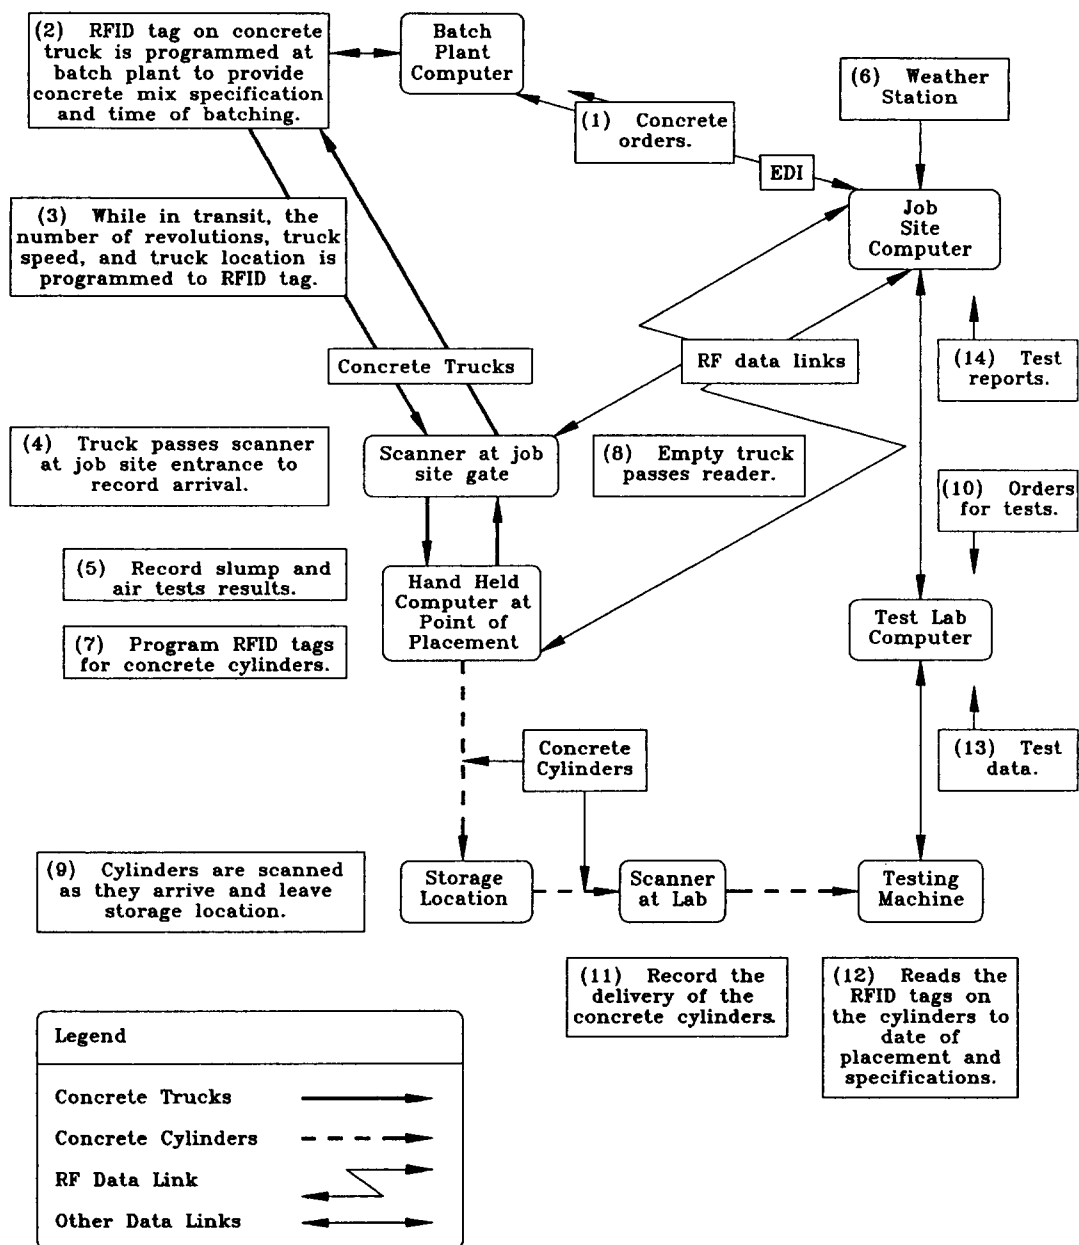 (2) RFID tag on concrete
truck is programmed at
batch plant to provide
concrete mix specification
and time of batching.
Batch
Plant
Computer
(6) Weather
Station
(1) Concrete
orders.
EDI
Job
Site
Computer
(3) While in transit, the
number of revolutions, truck
speed, and truck location is
programmed to RFID tag.
Concrete Trucks
RF data links
(14) Test
reports.
(4) Truck passes scanner
at job site entrance to
record arrival.
Scanner at job
site gate
(8) Empty truck
passes reader.
(10) Orders
for tests.
(5) Record slump and
air tests results.
Hand Held
Computer at
Point of
Placement
(7) Program RFID tags
for concrete cylinders.
Test Lab
Computer
Concrete
Cylinders
(13) Test
data.
(9) Cylinders are scanned
as they arrive and leave
storage location.
Storage
Location
Scanner
at Lab
Testing
Machine
(11) Record the
delivery of the
concrete cylinders.
(12) Reads the
RFID tags on
the cylinders to
date of
placement and
specifications.
Legend
Concrete Trucks
Concrete Cylinders
RF Data Link
Other Data Links